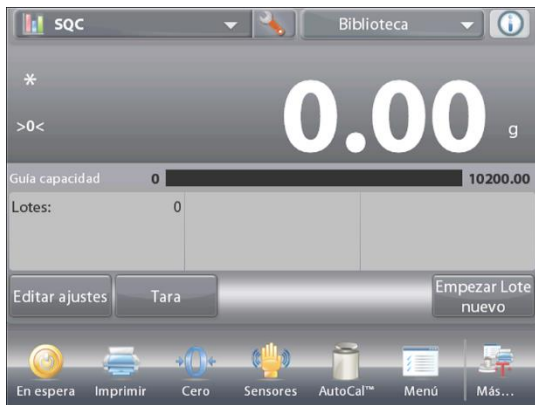 SQC
Biblioteca
*
>0<
0.00 g
Guía capacidad 0 10200.00
Lotes: 0
Editar ajustes
Tara
Empezar Lote
nuevo
En espera Imprimir Cero Sensores AutoCal™ Menú Más...